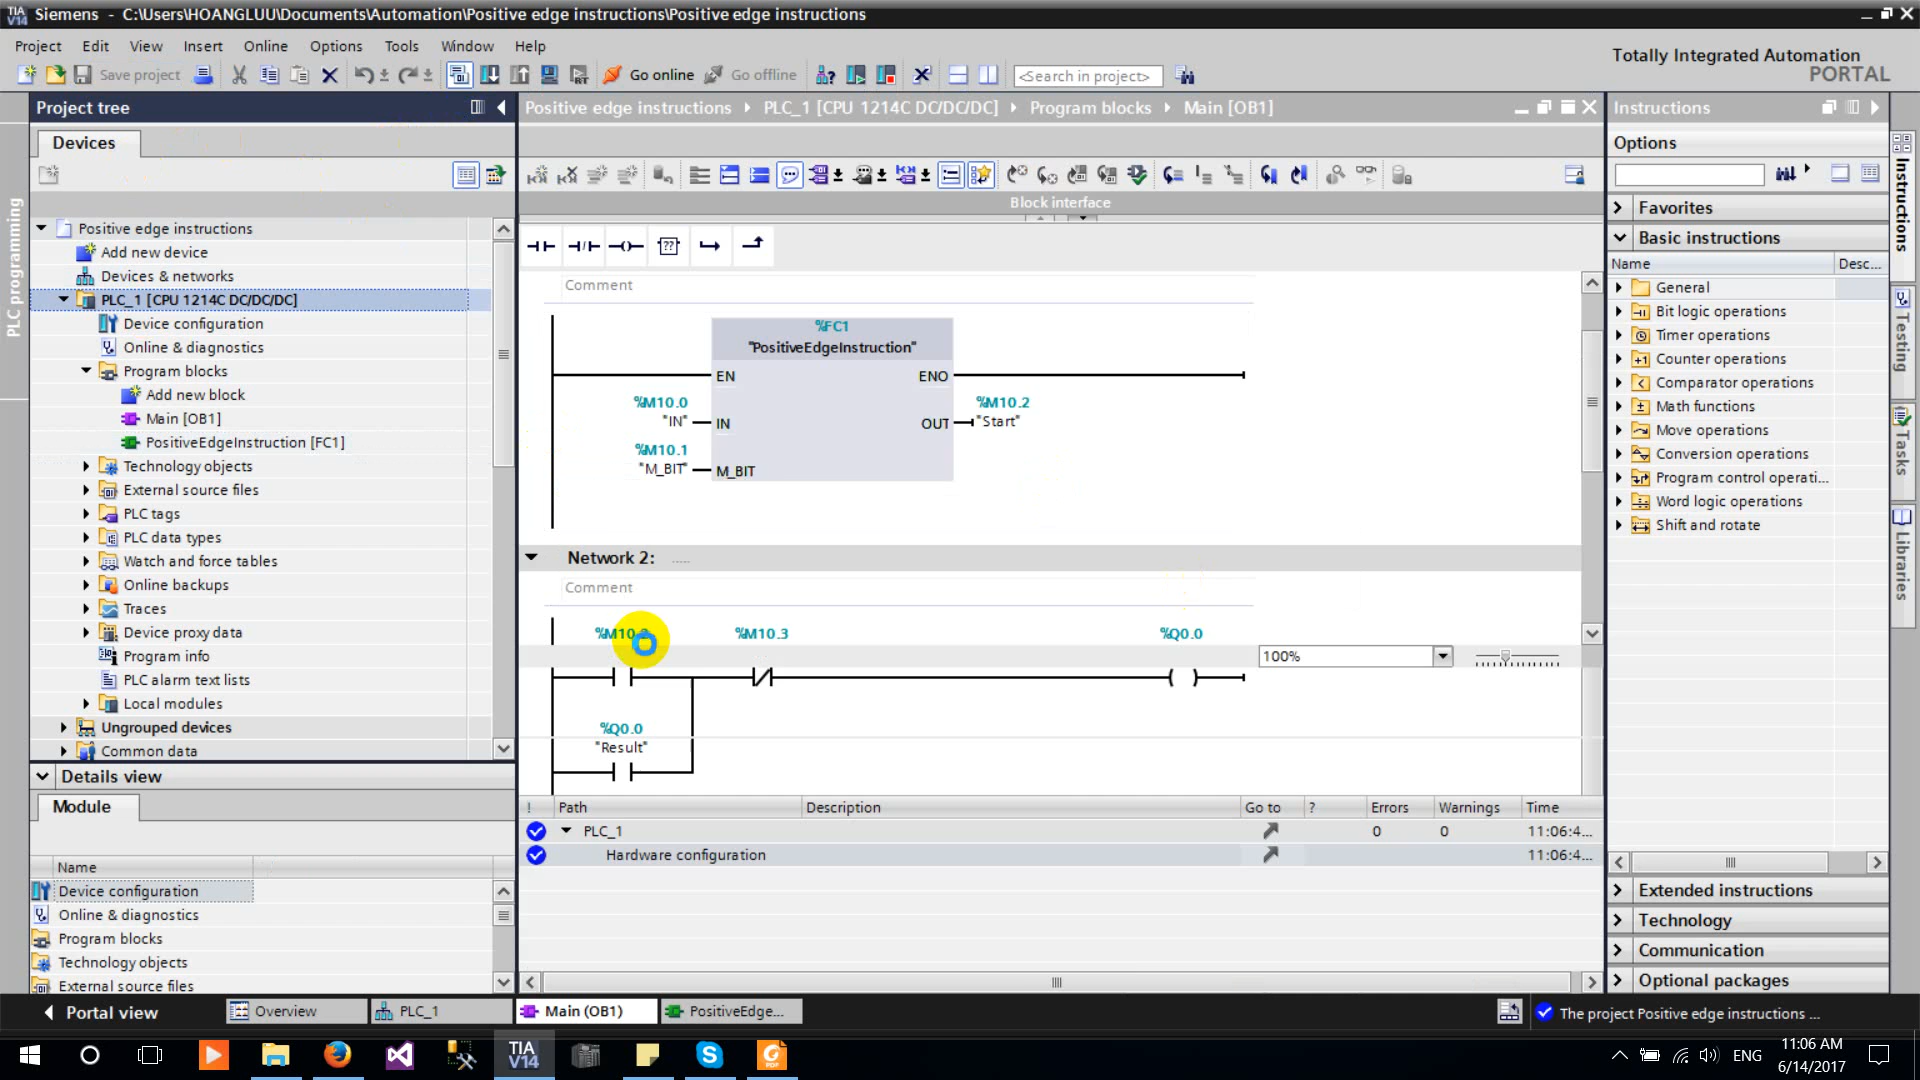 TIA V14 Siemens - C:\Users\HOANGLUU\Documents\Automation\Positive edge instructions\Positive edge instructions
Project Edit View Insert Online Options Tools Window Help
Totally Integrated Automation
PORTAL
Save project Go online Go offline <Search in project>
Project tree
Positive edge instructions PLC_1 [CPU 1214C DC/DC/DC] Program blocks Main [OB1]
Instructions
Devices
Options
Block interface
PLC programming
Positive edge instructions
Add new device
Devices & networks
PLC_1 [CPU 1214C DC/DC/DC]
Device configuration
Online & diagnostics
Program blocks
Add new block
Main [OB1]
PositiveEdgeInstruction [FC1]
Technology objects
External source files
PLC tags
PLC data types
Watch and force tables
Online backups
Traces
Device proxy data
Program info
PLC alarm text lists
Local modules
Ungrouped devices
Common data
Details view
Module
Name
Device configuration
Online & diagnostics
Program blocks
Technology objects
External source files
??
Comment
%FC1
"PositiveEdgeInstruction"
EN ENO
%M10.0 %M10.2
"IN" IN OUT "Start"
%M10.1
"M_BIT" M_BIT
Network 2: .....
Comment
%M10.3 %Q0.0
100%
%Q0.0
"Result"
! Path Description Go to ? Errors Warnings Time
PLC_1 0 0 11:06:4...
Hardware configuration 11:06:4...
Favorites
Basic instructions
Name Desc...
General
Bit logic operations
Timer operations
Counter operations
Comparator operations
Math functions
Move operations
Conversion operations
Program control operati...
Word logic operations
Shift and rotate
Extended instructions
Technology
Communication
Optional packages
Instructions
Testing
Tasks
Libraries
Portal view Overview PLC_1 Main (OB1) PositiveEdge... The project Positive edge instructions ...
TIA V14
PDF
ENG
11:06 AM
6/14/2017